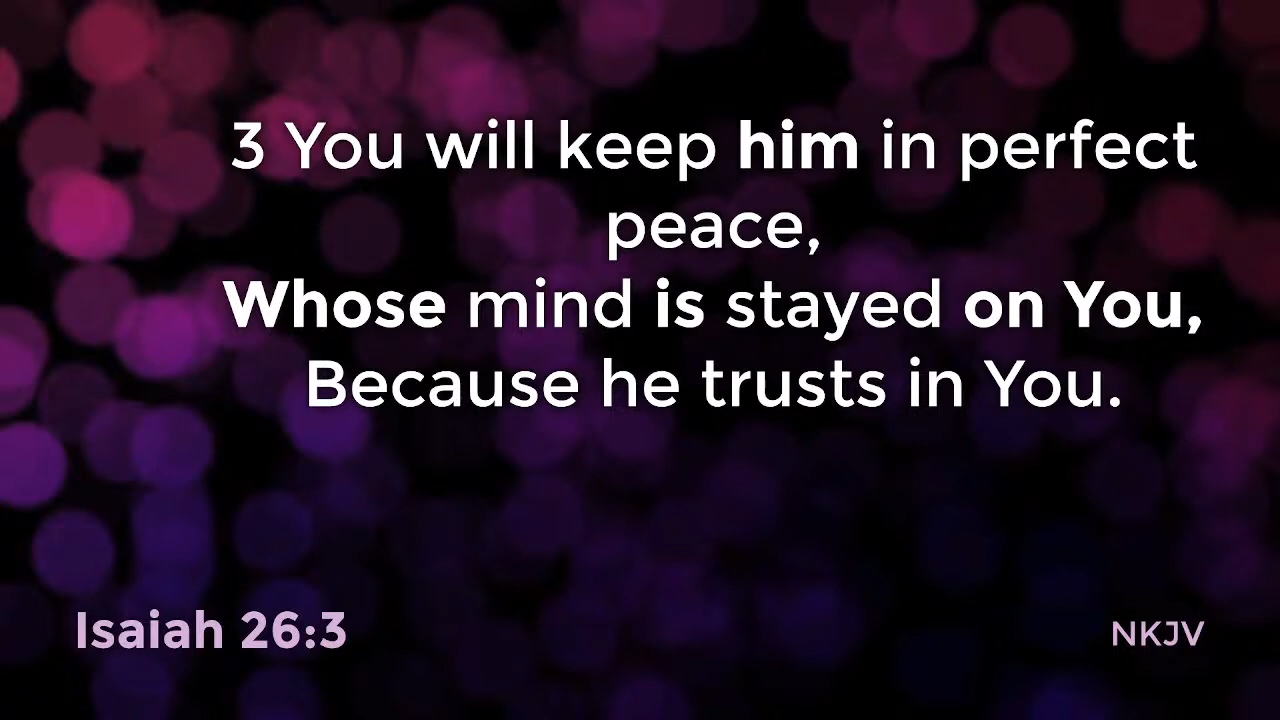 3 You will keep him in perfect
peace,
Whose mind is stayed on You,
Because he trusts in You.
Isaiah 26:3
NKJV